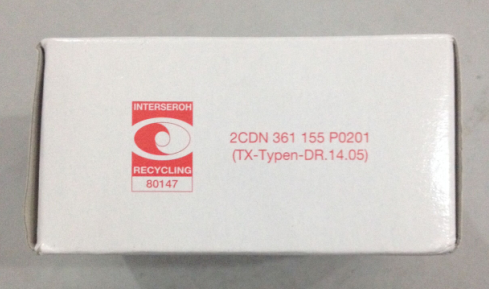 INTERSEROH
RECYCLING
80147
2CDN 361 155 P0201
(TX-Typen-DR.14.05)